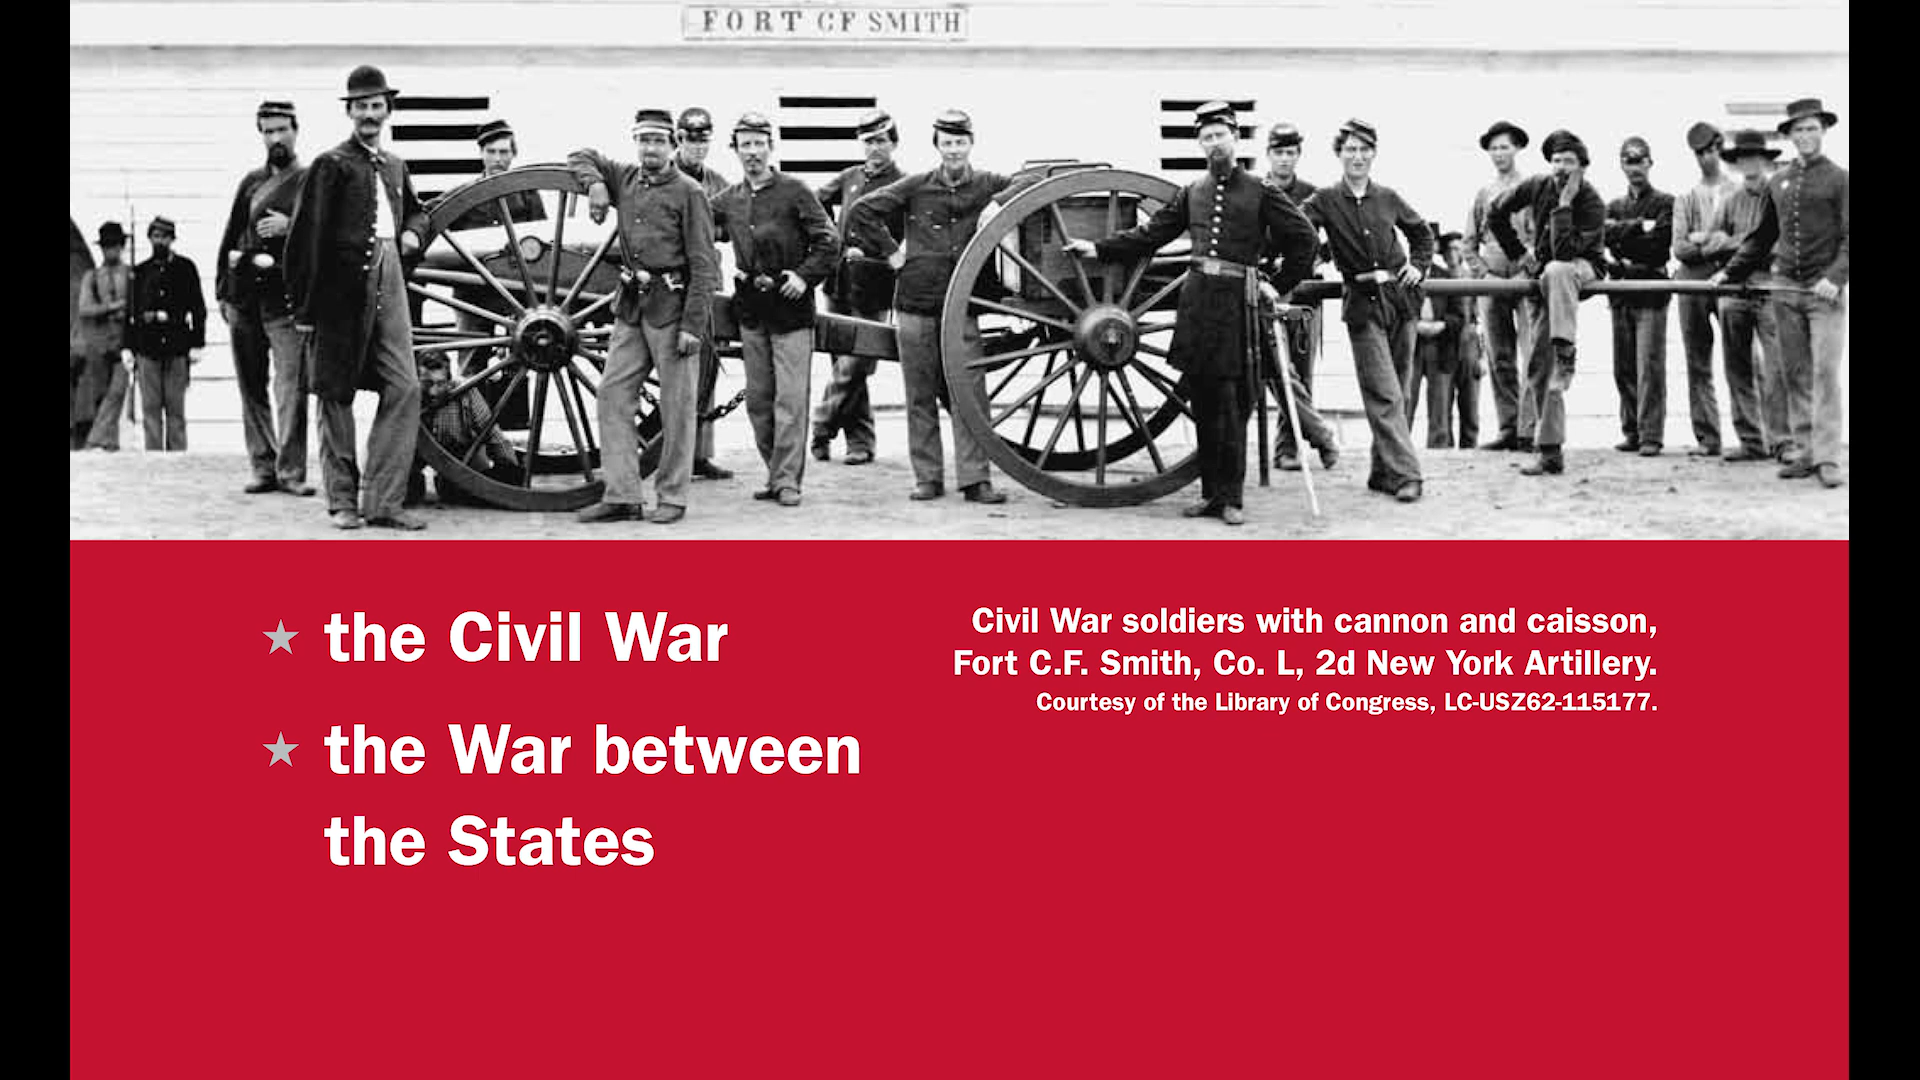 FORT CF SMITH
the Civil War
the War between
the States
Civil War soldiers with cannon and caisson,
Fort C.F. Smith, Co. L, 2d New York Artillery.
Courtesy of the Library of Congress, LC-USZ62-115177.